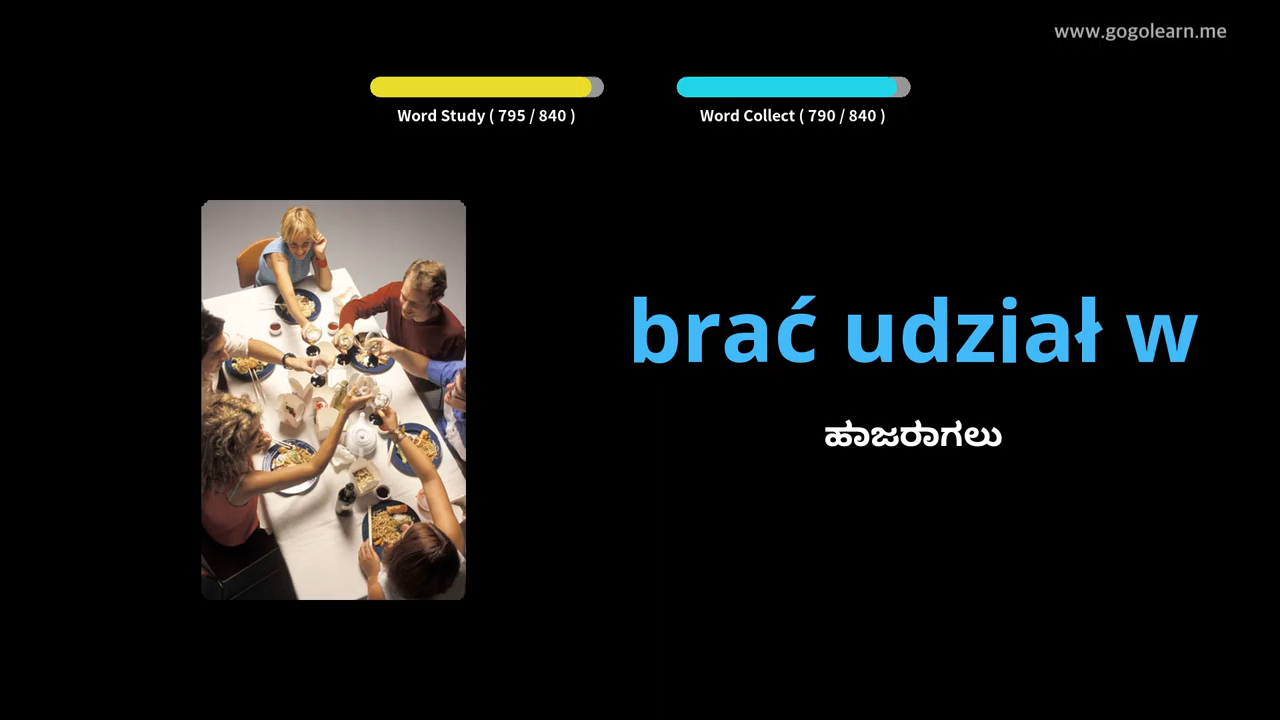 www.gogolearn.me
Word Study ( 795 / 840 )
Word Collect ( 790 / 840 )
brać udział w
ಹಾಜರಾಗಲು